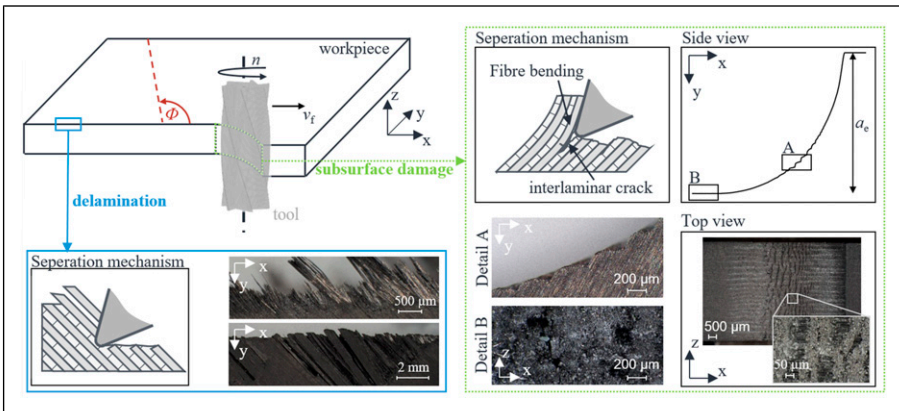 workpiece
n
Φ
v_f
z
y
x
subsurface damage
delamination
tool
Seperation mechanism
x
y
500 µm
x
y
2 mm
Seperation mechanism
Fibre bending
interlaminar crack
Side view
x
y
A
B
a_e
Detail A
x
y
200 µm
Detail B
x
z
200 µm
Top view
500 µm
50 µm
z
x